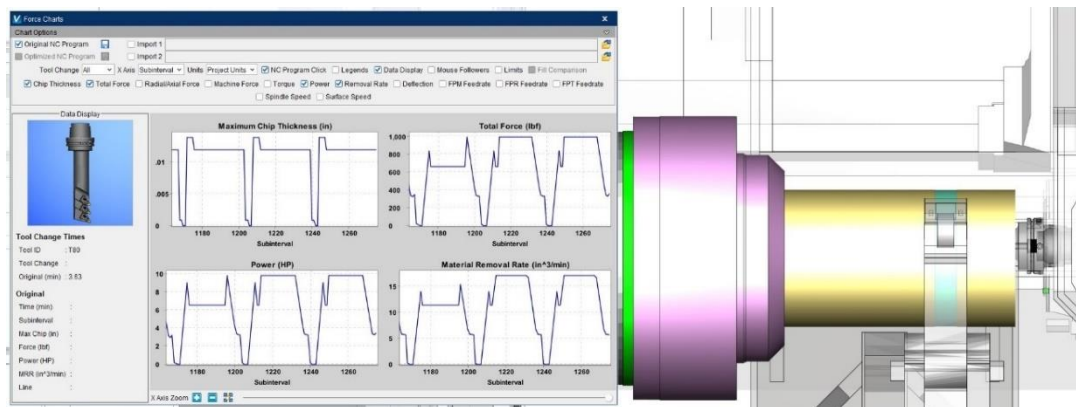 Force Charts
X
Chart Options
Original NC Program Import 1
Optimized NC Program Import 2
Tool Change All X Axis Subinterval Units Project Units NC Program Click Legends Data Display Mouse Followers Limits Fill Comparison
Chip Thickness Total Force Radial/Axial Force Machine Force Torque Power Removal Rate Deflection FPM Feedrate FPR Feedrate FPT Feedrate
Spindle Speed Surface Speed
Data Display
Tool Change Times
Tool ID : T80
Tool Change :
Original (min) : 3.63
Original
Time (min) :
Subinterval :
Max Chip (in) :
Force (lbf) :
Power (HP) :
MRR (in^3/min) :
Line :
Maximum Chip Thickness (in)
.01
.005
0
1180 1200 1220 1240 1260
Subinterval
Total Force (lbf)
1,000
800
600
400
200
0
1180 1200 1220 1240 1260
Subinterval
Power (HP)
10
8
6
4
2
0
1180 1200 1220 1240 1260
Subinterval
Material Removal Rate (in^3/min)
15
10
5
0
1180 1200 1220 1240 1260
Subinterval
X Axis Zoom